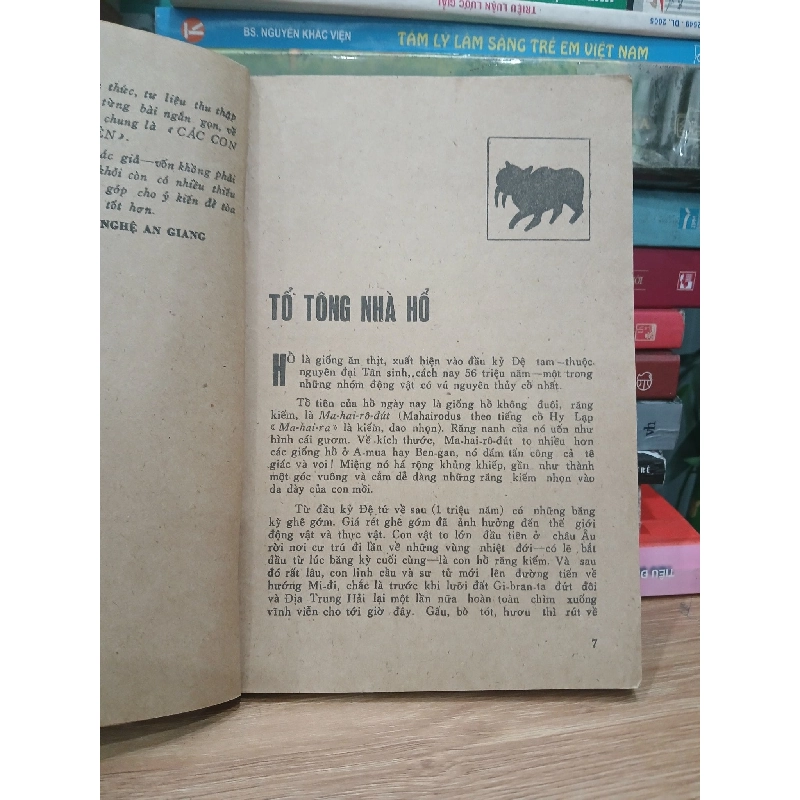 TRIỆU LUẬN LƯỢC GIẢI
2649 - DL. 2005
BS. NGUYỄN KHẮC VIỆN
TÂM LÝ LÂM SÀNG TRẺ EM VIỆT NAM
thức, tư liệu thu thập
từng bài ngắn gọn, về
chung là «CÁC CON
ác giả—vốn không phải
khỏi còn có nhiều thiếu
góp cho ý kiến để tòa
tốt hơn.
NGHỆ AN GIANG
TỔ TÔNG NHÀ HỔ
HỔ là giống ăn thịt, xuất hiện vào đầu kỷ Đệ tam—thuộc
nguyên đại Tân sinh, cách nay 56 triệu năm—một trong
những nhóm động vật có vú nguyên thủy cổ nhất.
Tổ tiên của hổ ngày nay là giống hổ không đuôi, răng
kiếm, là Ma-hai-rô-đút (Mahairodus theo tiếng cổ Hy Lạp
« Ma-hai-ra» là kiếm, dao nhọn). Răng nanh của nó uốn như
hình cái gươm. Về kích thước, Ma-hai-rô-đút to nhiều hơn
các giống hổ ở A-mua hay Ben-gan, nó dám tấn công cả tê
giác và voi! Miệng nó há rộng khủng khiếp, gần như thành
một góc vuông và cắm dễ dàng những răng kiếm nhọn vào
da dày của con mồi.
Từ đầu kỷ Đệ tứ về sau (1 triệu năm) có những băng
kỳ ghê gớm. Giá rét ghê gớm đã ảnh hưởng đến thế giới
động vật và thực vật. Con vật to lớn đầu tiên ở châu Âu
rời nơi cư trú đi lần về những vùng nhiệt đới—có lẽ bắt
đầu từ lúc băng kỳ cuối cùng—là con hổ răng kiếm. Và sau
đó rất lâu, con linh cẩu và sư tử mới lên đường tiến về
hướng Mi-đi, chắc là trước khi lưỡi đất Gi-bran-ta đứt đôi
và Địa Trung Hải lại một lần nữa hoàn toàn chìm xuống
vĩnh viễn cho tới giờ đây. Gấu, bò tót, hươu thì rút về
7